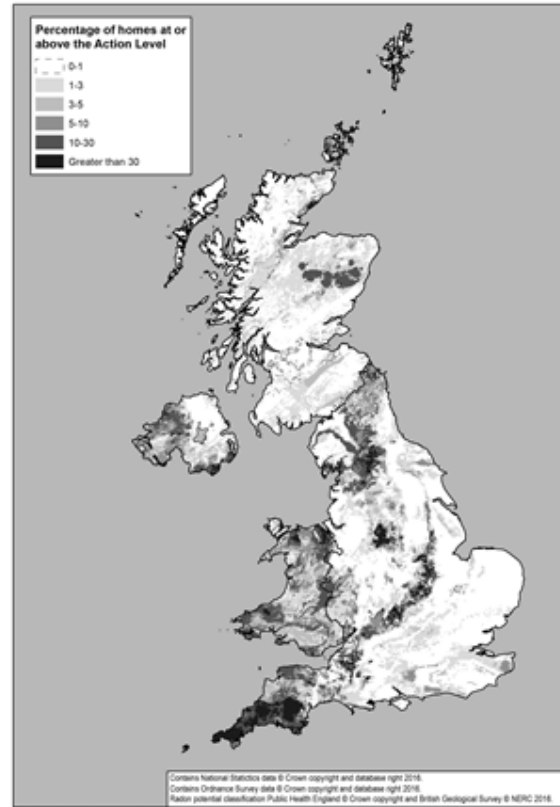 Percentage of homes at or
above the Action Level
0-1
1-3
3-5
5-10
10-30
Greater than 30
Contains National Statistics data © Crown copyright and database right 2016.
Contains Ordnance Survey data © Crown copyright and database right 2016.
Radon potential classification Public Health England © Crown copyright and British Geological Survey © NERC 2016.